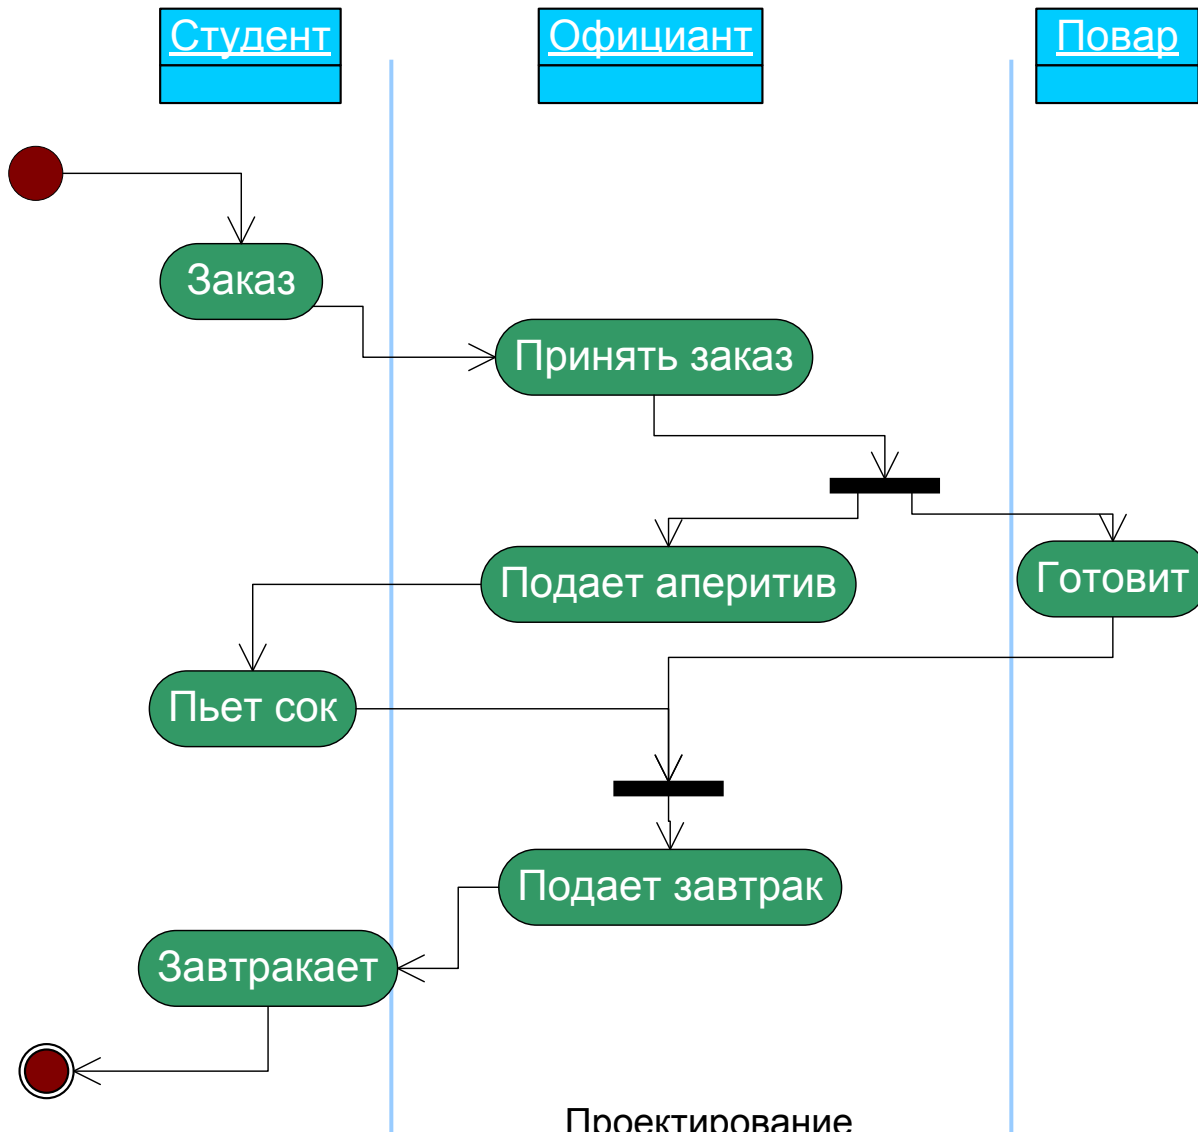 Студент
Официант
Повар
Заказ
Принять заказ
Подает аперитив
Готовит
Пьет сок
Подает завтрак
Завтракает
Проектирование